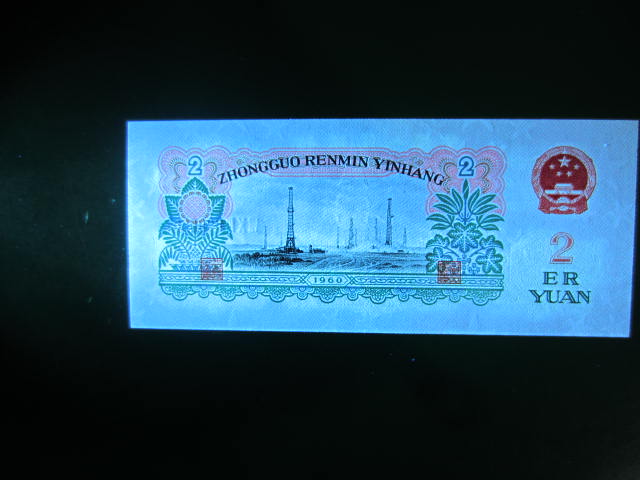 2
ZHONGGUO RENMIN YINHANG
2
1960
2
ER
YUAN